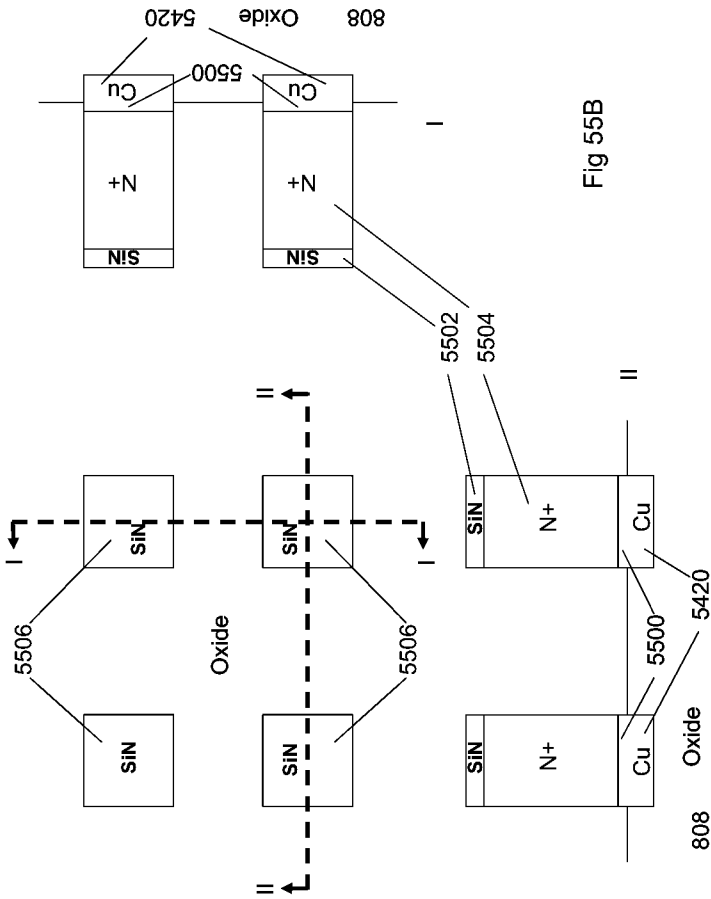 5506
SiN
SiN
Oxide
5506
SiN
SiN
I
I
II
II
SiN
N+
Cu
SiN
N+
Cu
5500
5420
Oxide
808
II
5502
5504
SiN
N+
Cu
SiN
N+
Cu
5500
5420
Oxide
808
I
Fig 55B